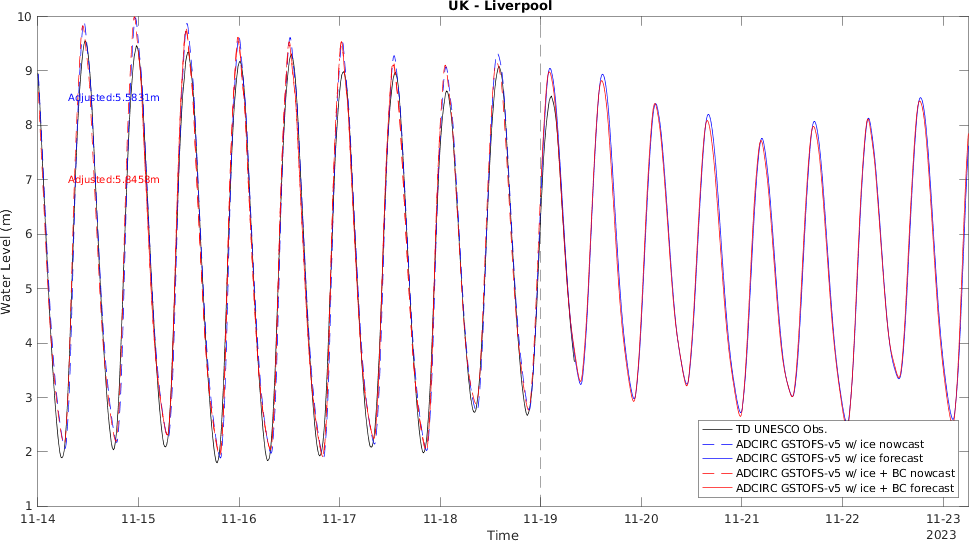 UK - Liverpool
10
9
8
7
6
5
4
3
2
1
Water Level (m)
Adjusted:5.5831m
Adjusted:5.8458m
TD UNESCO Obs.
ADCIRC GSTOFS-v5 w/ ice nowcast
ADCIRC GSTOFS-v5 w/ ice forecast
ADCIRC GSTOFS-v5 w/ ice + BC nowcast
ADCIRC GSTOFS-v5 w/ ice + BC forecast
11-14 11-15 11-16 11-17 11-18 11-19 11-20 11-21 11-22 11-23
Time
2023